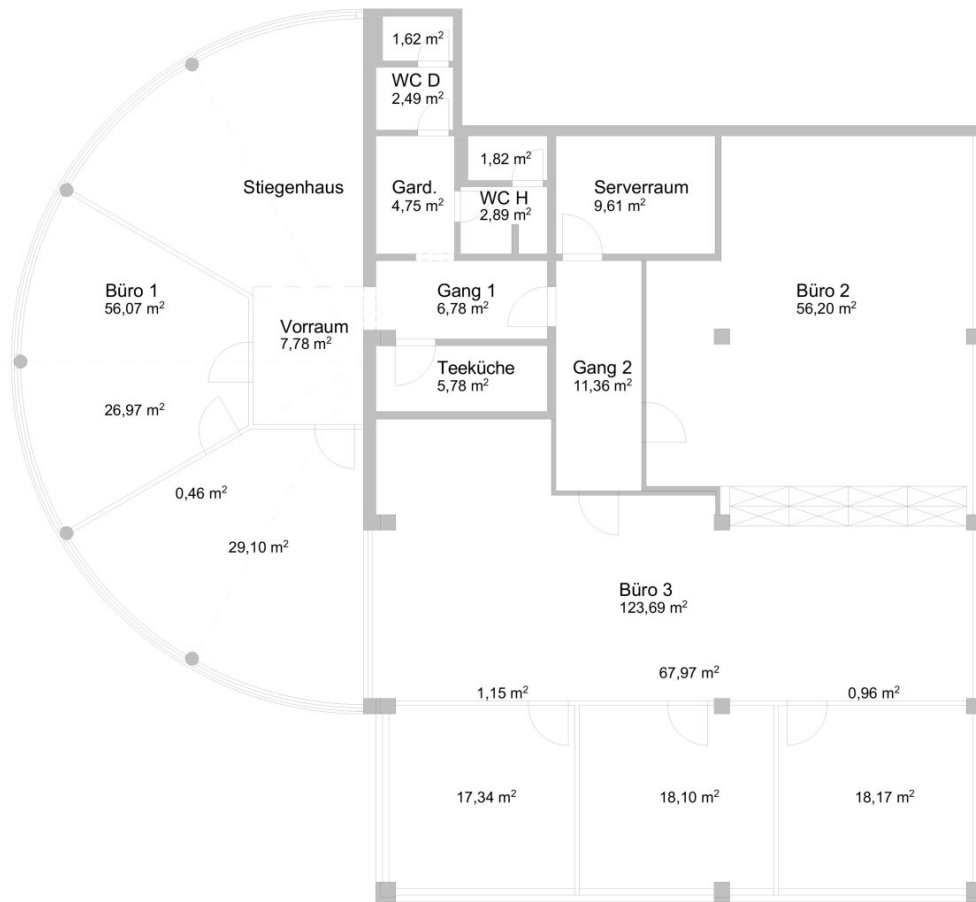 1,62 m²
WC D
2,49 m²
1,82 m²
Stiegenhaus
Gard.
4,75 m²
WC H
2,89 m²
Serverraum
9,61 m²
Büro 1
56,07 m²
Gang 1
6,78 m²
Büro 2
56,20 m²
Vorraum
7,78 m²
Teeküche
5,78 m²
Gang 2
11,36 m²
26,97 m²
0,46 m²
29,10 m²
Büro 3
123,69 m²
67,97 m²
1,15 m²
0,96 m²
17,34 m²
18,10 m²
18,17 m²